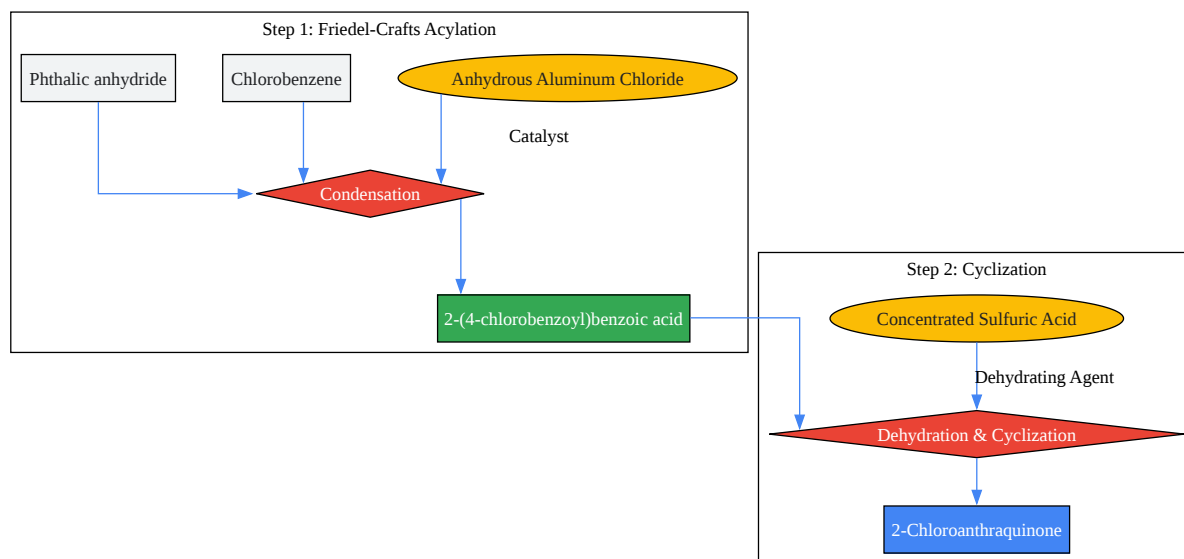 Step 1: Friedel-Crafts Acylation
Phthalic anhydride
Chlorobenzene
Anhydrous Aluminum Chloride
Catalyst
Condensation
2-(4-chlorobenzoyl)benzoic acid
Step 2: Cyclization
Concentrated Sulfuric Acid
Dehydrating Agent
Dehydration & Cyclization
2-Chloroanthraquinone